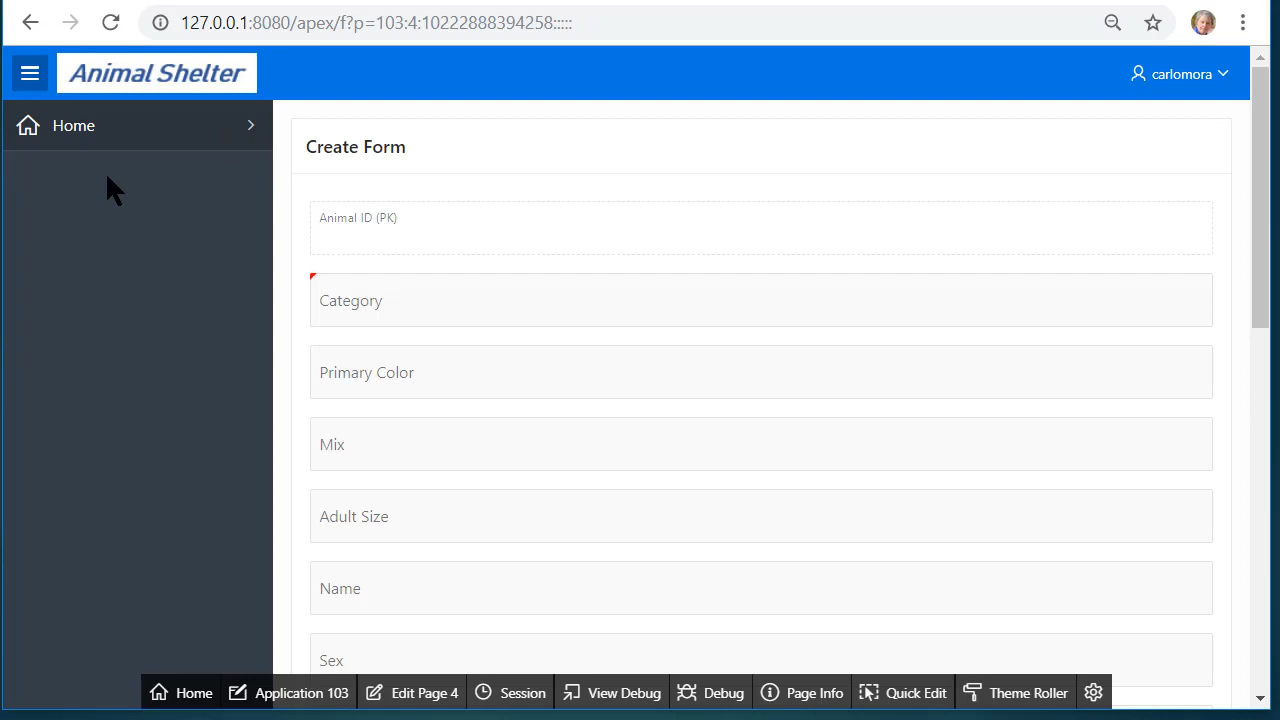 127.0.0.1:8080/apex/f?p=103:4:10222888394258:::::
Animal Shelter
carlomora
Home
Create Form
Animal ID (PK)
Category
Primary Color
Mix
Adult Size
Name
Sex
Home
Application 103
Edit Page 4
Session
View Debug
Debug
Page Info
Quick Edit
Theme Roller